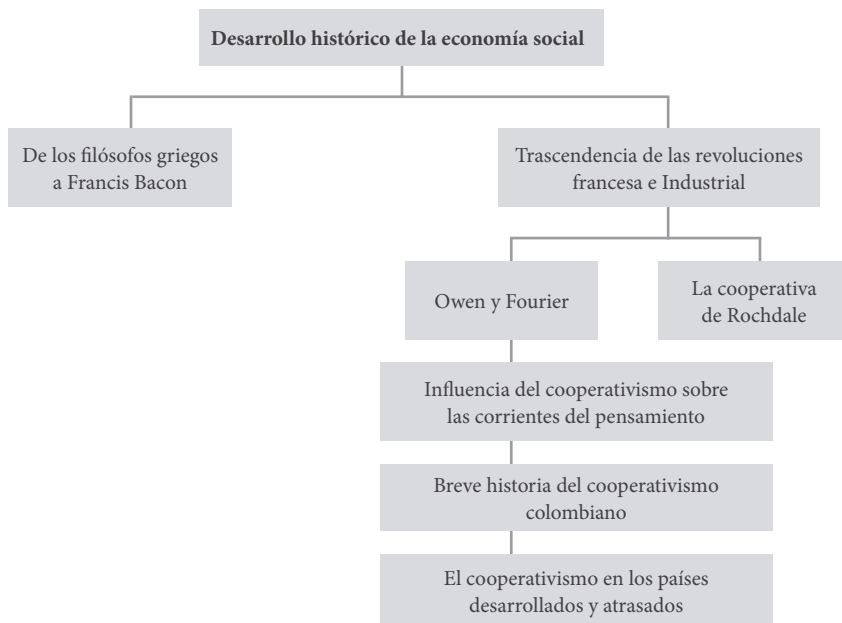 Desarrollo histórico de la economía social
De los filósofos griegos
a Francis Bacon
Trascendencia de las revoluciones
francesa e Industrial
Owen y Fourier
La cooperativa
de Rochdale
Influencia del cooperativismo sobre
las corrientes del pensamiento
Breve historia del cooperativismo
colombiano
El cooperativismo en los países
desarrollados y atrasados